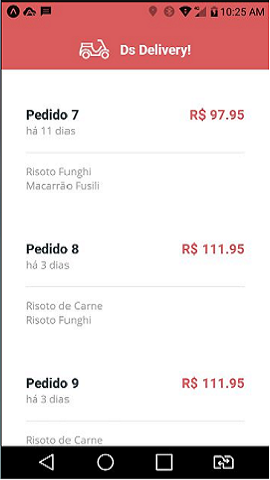 10:25 AM
Ds Delivery!
Pedido 7 R$ 97.95
há 11 dias
Risoto Funghi
Macarrão Fusili
Pedido 8 R$ 111.95
há 3 dias
Risoto de Carne
Risoto Funghi
Pedido 9 R$ 111.95
há 3 dias
Risoto de Carne